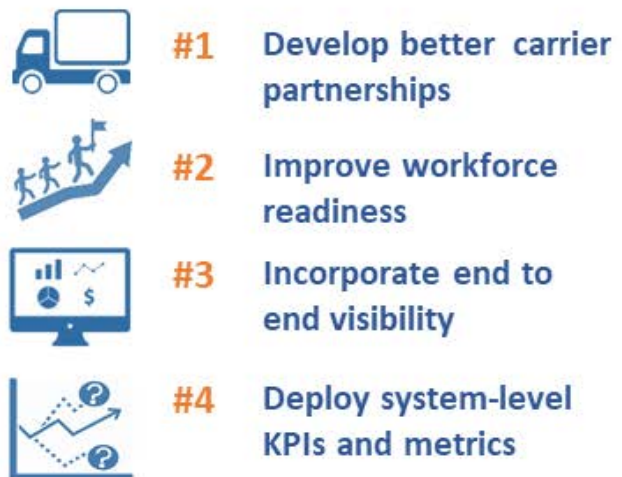 #1 Develop better carrier
partnerships
#2 Improve workforce
readiness
$
#3 Incorporate end to
end visibility
?
#4 Deploy system-level
KPIs and metrics
?